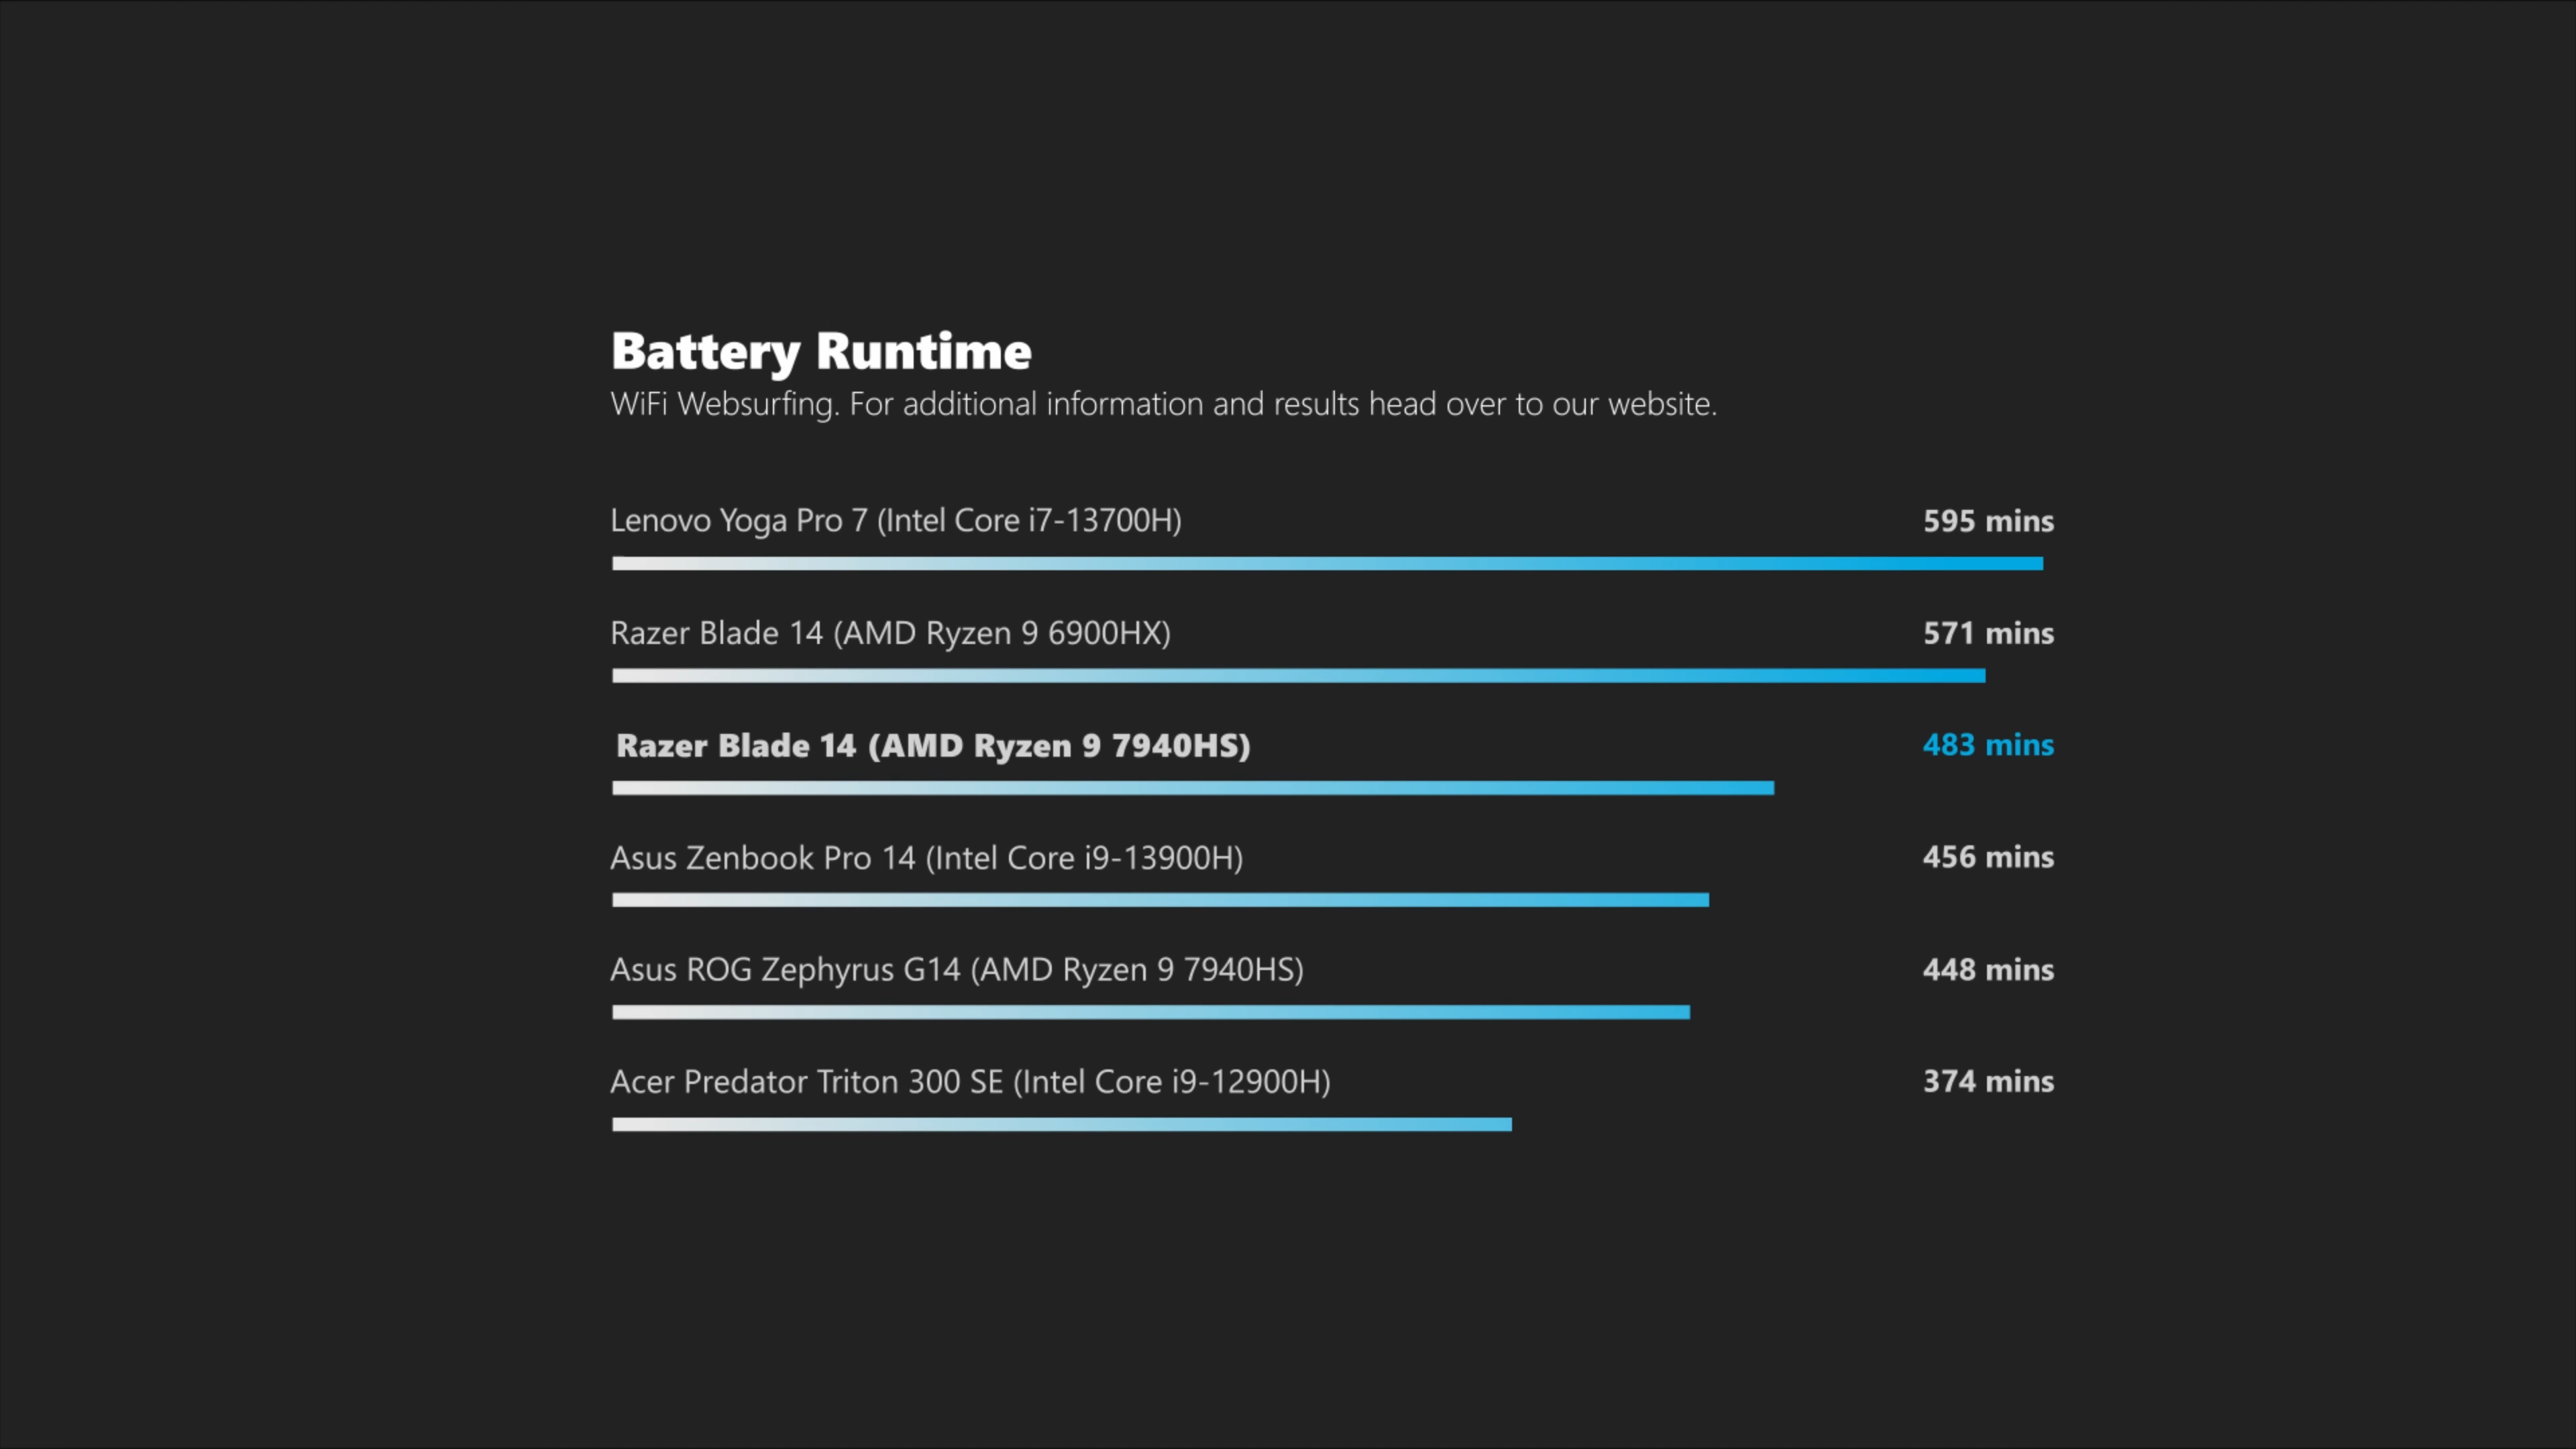 Battery Runtime
WiFi Websurfing. For additional information and results head over to our website.
Lenovo Yoga Pro 7 (Intel Core i7-13700H) 595 mins
Razer Blade 14 (AMD Ryzen 9 6900HX) 571 mins
Razer Blade 14 (AMD Ryzen 9 7940HS) 483 mins
Asus Zenbook Pro 14 (Intel Core i9-13900H) 456 mins
Asus ROG Zephyrus G14 (AMD Ryzen 9 7940HS) 448 mins
Acer Predator Triton 300 SE (Intel Core i9-12900H) 374 mins